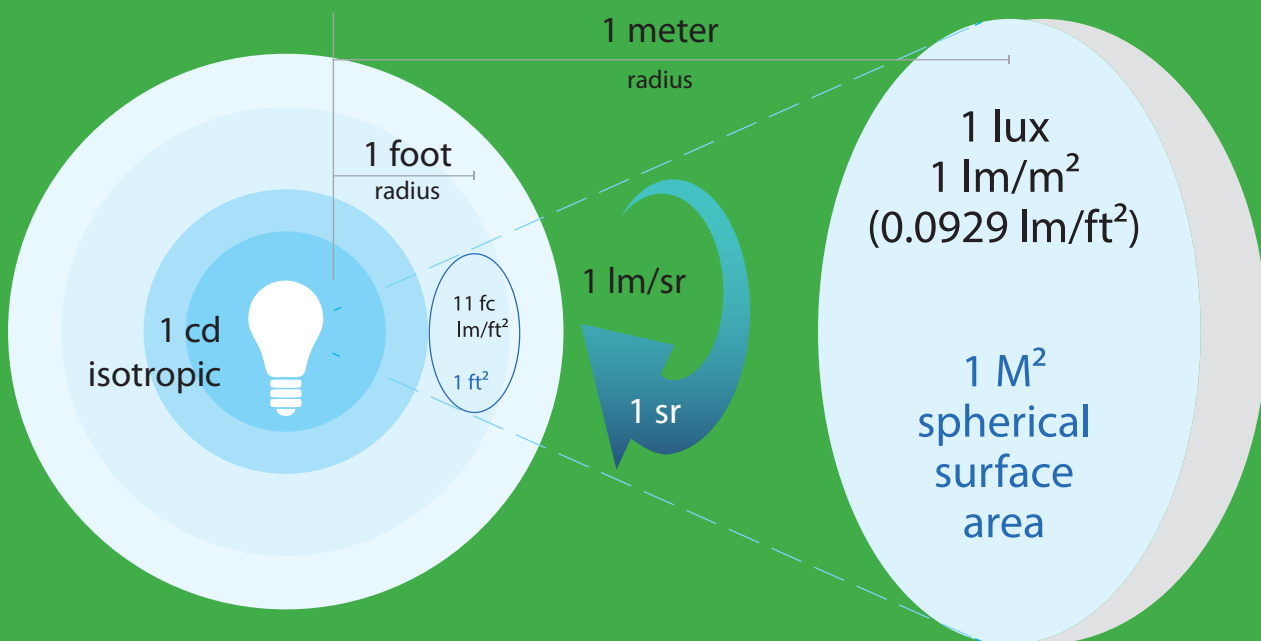 1 meter
radius
1 foot
radius
1 cd
isotropic
11 fc
lm/ft²
1 ft²
1 lm/sr
1 sr
1 lux
1 lm/m²
(0.0929 lm/ft²)
1 M²
spherical
surface
area